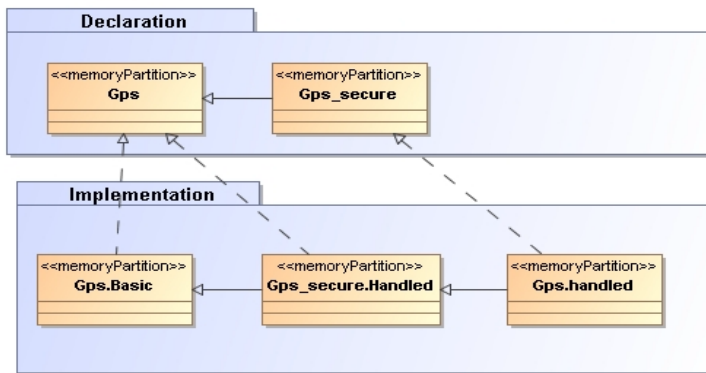 Declaration
<<memoryPartition>>
Gps
<<memoryPartition>>
Gps_secure
Implementation
<<memoryPartition>>
Gps.Basic
<<memoryPartition>>
Gps_secure.Handled
<<memoryPartition>>
Gps.handled